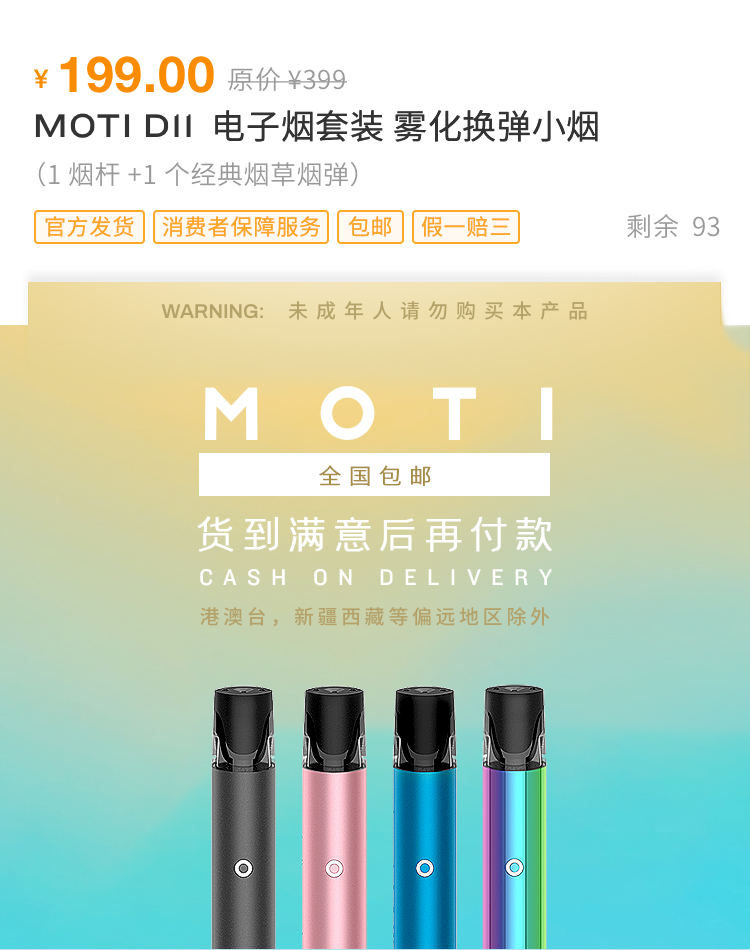 ¥ 199.00 原价 ¥399
MOTI D11 电子烟套装 雾化换弹小烟
（1 烟杆 +1 个经典烟草烟弹）
官方发货 消费者保障服务 包邮 假一赔三 剩余 93
WARNING: 未成年人请勿购买本产品
MOTI
全国包邮
货到满意后再付款
CASH ON DELIVERY
港澳台，新疆西藏等偏远地区除外